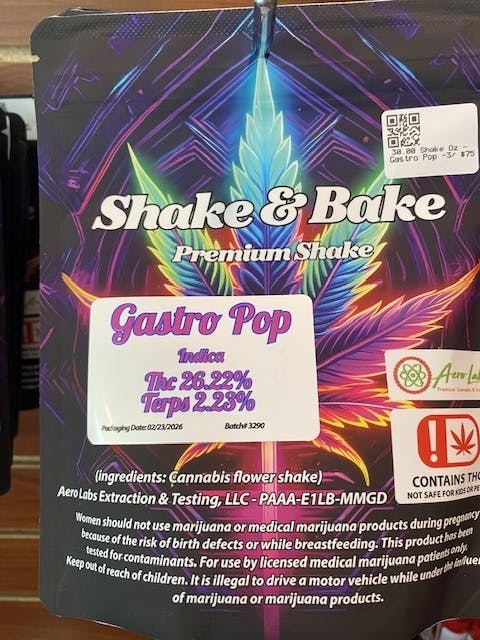 30.00 Shake Oz -
Gastro Pop -3/ $75
Shake & Bake
Premium Shake
Gastro Pop
Indica
Thc 26.22%
Terps 2.23%
Packaging Date: 02/23/2026 Batch# 3290
Aero Labs
Premium Cannabis &
CONTAINS THC
NOT SAFE FOR KIDS OR
(ingredients: Cannabis flower shake)
Aero Labs Extraction & Testing, LLC - PAAA-E1LB-MMGD
Women should not use marijuana or medical marijuana products during pregnancy
because of the risk of birth defects or while breastfeeding. This product has been
tested for contaminants. For use by licensed medical marijuana patients only.
Keep out of reach of children. It is illegal to drive a motor vehicle while under the influen
of marijuana or marijuana products.